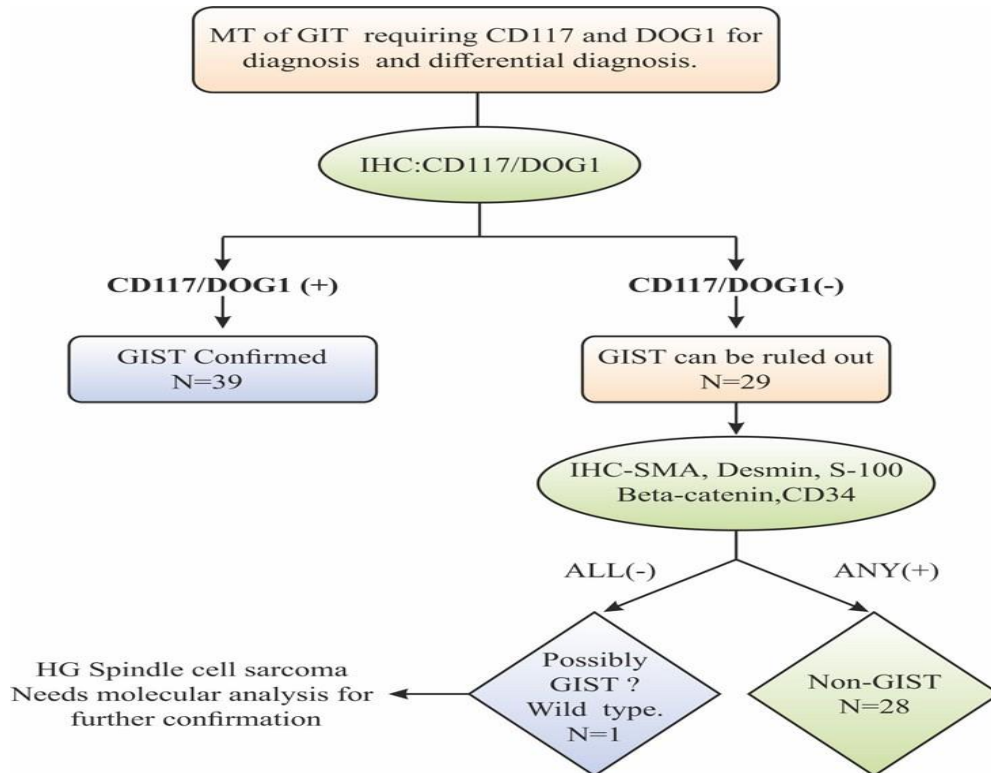 MT of GIT requiring CD117 and DOG1 for
diagnosis and differential diagnosis.
IHC:CD117/DOG1
CD117/DOG1 (+)
CD117/DOG1(-)
GIST Confirmed
N=39
GIST can be ruled out
N=29
IHC-SMA, Desmin, S-100
Beta-catenin,CD34
ALL(-)
ANY(+)
HG Spindle cell sarcoma
Needs molecular analysis for
further confirmation
Possibly
GIST ?
Wild type.
N=1
Non-GIST
N=28